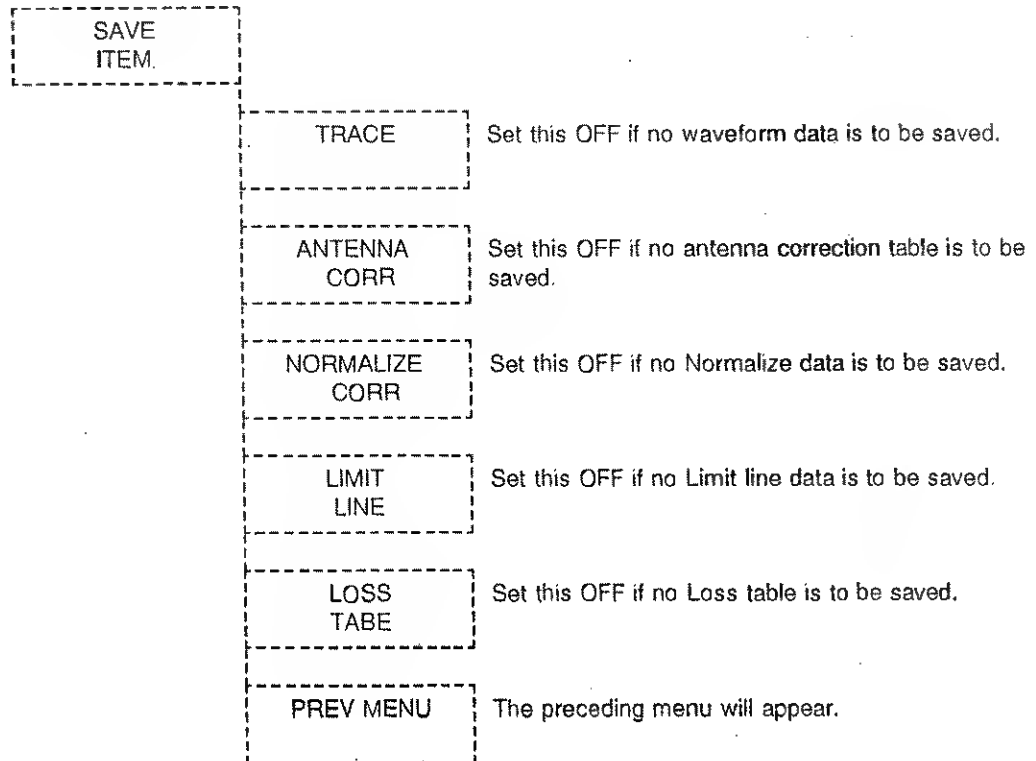 SAVE
ITEM.
TRACE
Set this OFF if no waveform data is to be saved.
ANTENNA
CORR
Set this OFF if no antenna correction table is to be
saved.
NORMALIZE
CORR
Set this OFF if no Normalize data is to be saved.
LIMIT
LINE
Set this OFF if no Limit line data is to be saved.
LOSS
TABE
Set this OFF if no Loss table is to be saved.
PREV MENU
The preceding menu will appear.